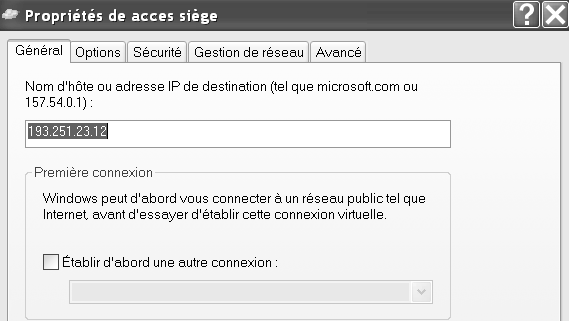 Propriétés de acces siège
Général Options Sécurité Gestion de réseau Avancé
Nom d'hôte ou adresse IP de destination (tel que microsoft.com ou
157.54.0.1) :
193.251.23.12
Première connexion
Windows peut d'abord vous connecter à un réseau public tel que
Internet, avant d'essayer d'établir cette connexion virtuelle.
Établir d'abord une autre connexion :